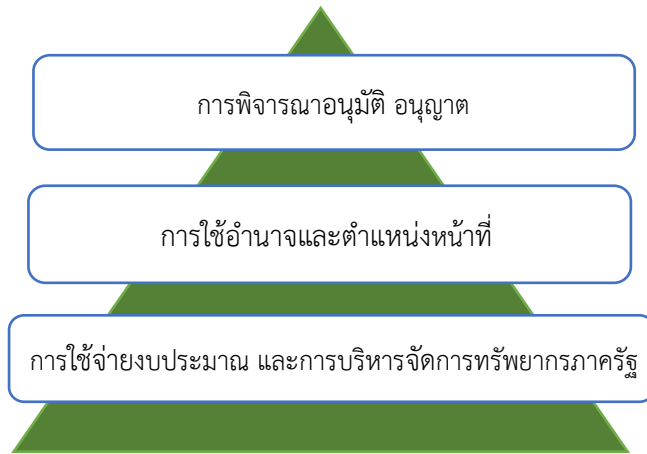 การพิจารณาอนุมัติ อนุญาต
การใช้อำนาจและตำแหน่งหน้าที่
การใช้จ่ายงบประมาณ และการบริหารจัดการทรัพยากรภาครัฐ